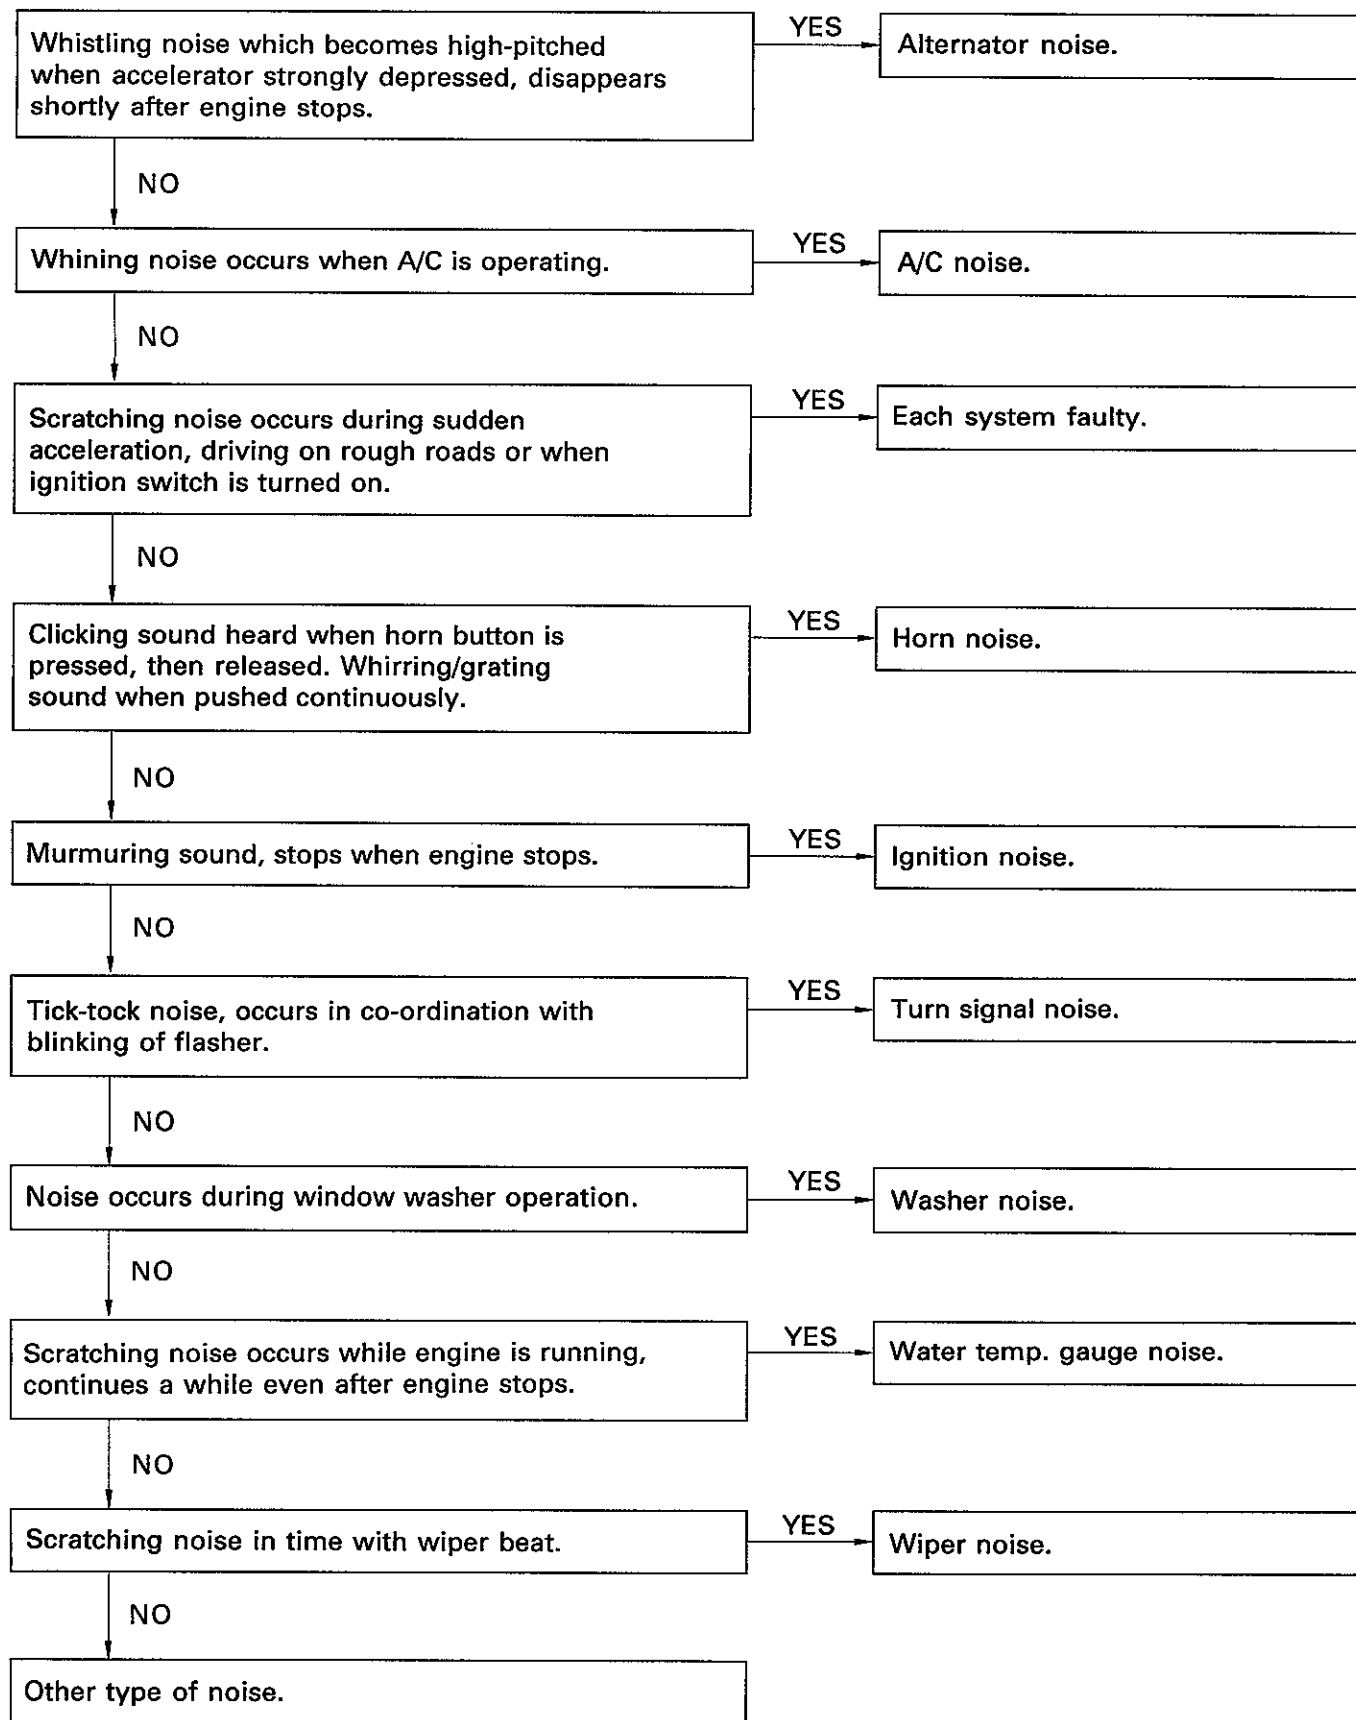 Whistling noise which becomes high-pitched
when accelerator strongly depressed, disappears
shortly after engine stops.
YES
Alternator noise.
NO
Whining noise occurs when A/C is operating.
YES
A/C noise.
NO
Scratching noise occurs during sudden
acceleration, driving on rough roads or when
ignition switch is turned on.
YES
Each system faulty.
NO
Clicking sound heard when horn button is
pressed, then released. Whirring/grating
sound when pushed continuously.
YES
Horn noise.
NO
Murmuring sound, stops when engine stops.
YES
Ignition noise.
NO
Tick-tock noise, occurs in co-ordination with
blinking of flasher.
YES
Turn signal noise.
NO
Noise occurs during window washer operation.
YES
Washer noise.
NO
Scratching noise occurs while engine is running,
continues a while even after engine stops.
YES
Water temp. gauge noise.
NO
Scratching noise in time with wiper beat.
YES
Wiper noise.
NO
Other type of noise.